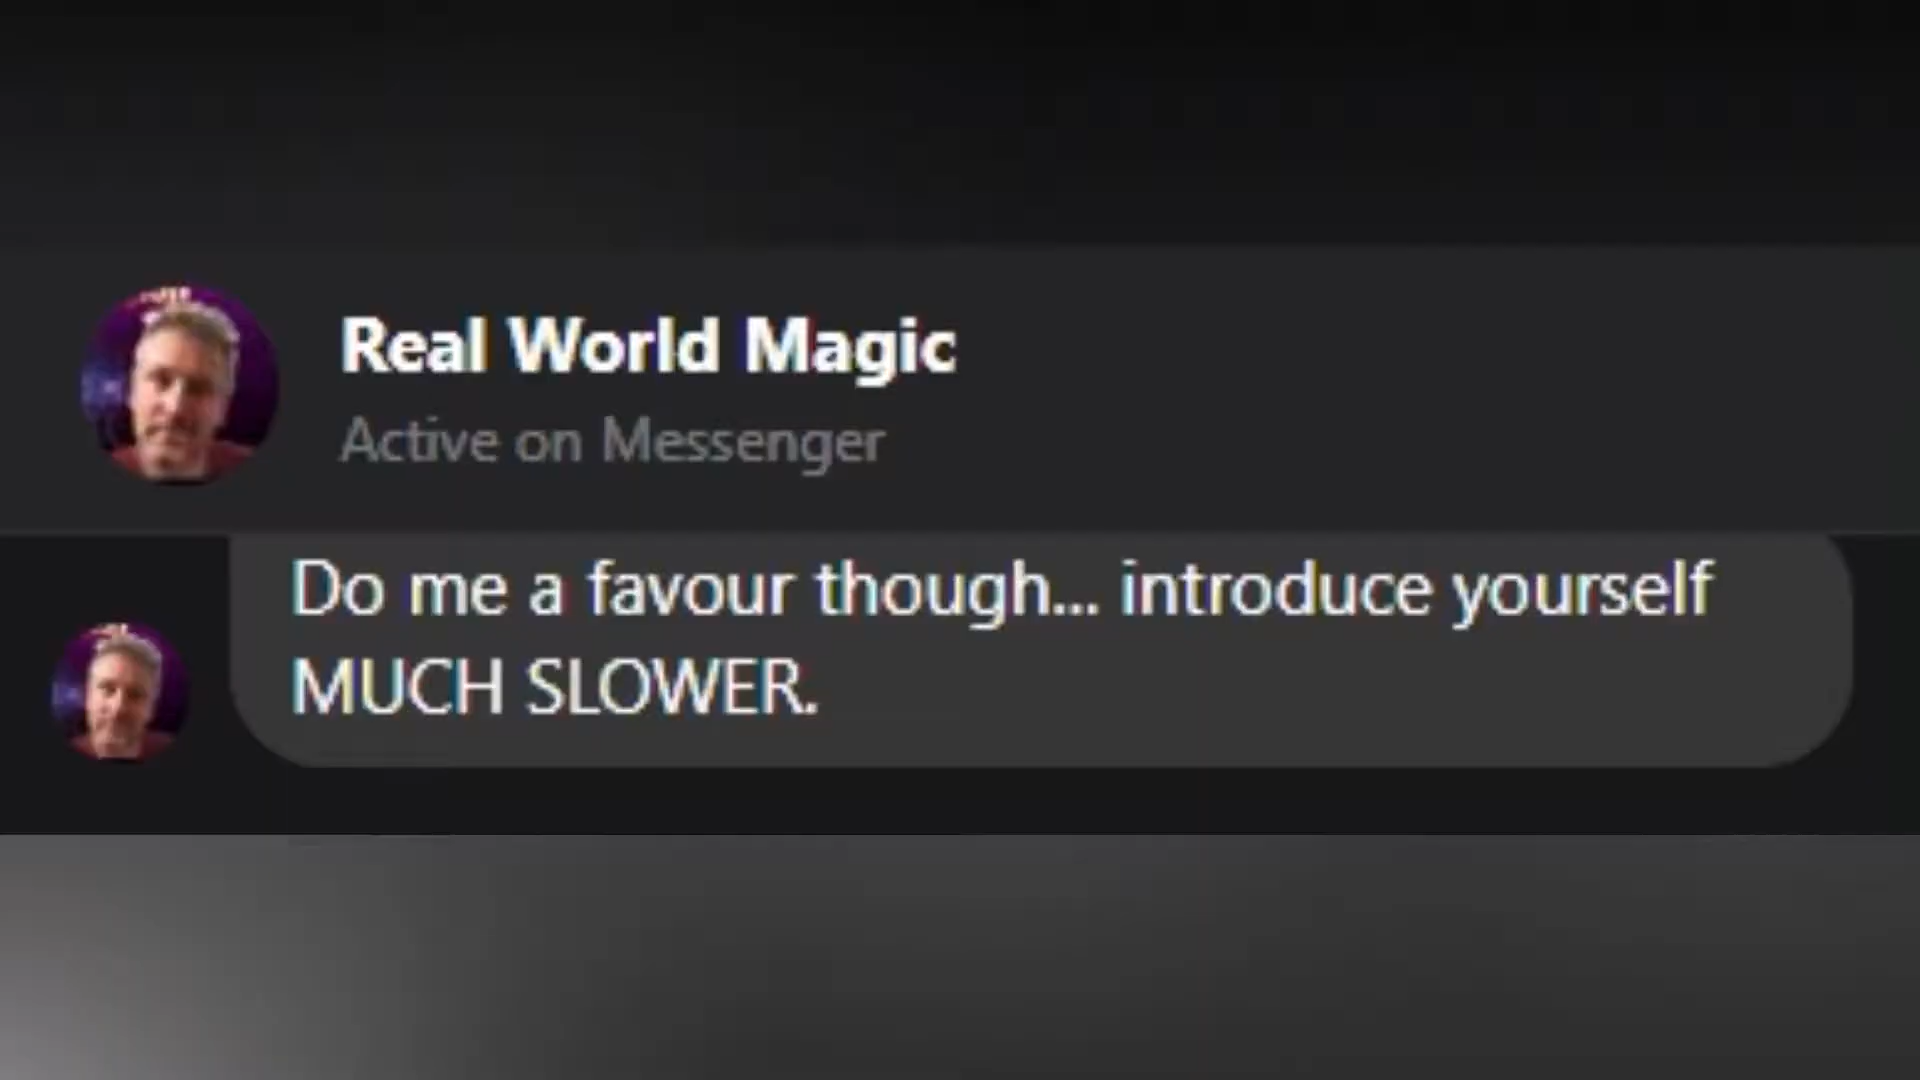 Real World Magic
Active on Messenger
Do me a favour though... introduce yourself
MUCH SLOWER.